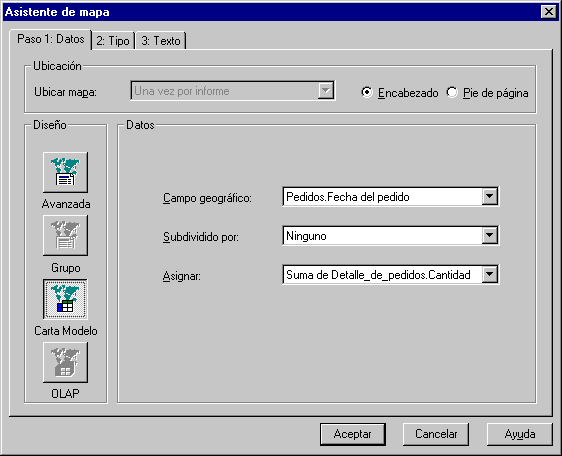 Asistente de mapa
Paso 1: Datos 2: Tipo 3: Texto
Ubicación
Ubicar mapa: Una vez por informe Encabezado Pie de página
Diseño
Avanzada
Grupo
Carta Modelo
OLAP
Datos
Campo geográfico: Pedidos.Fecha del pedido
Subdividido por: Ninguno
Asignar: Suma de Detalle_de_pedidos.Cantidad
Aceptar Cancelar Ayuda